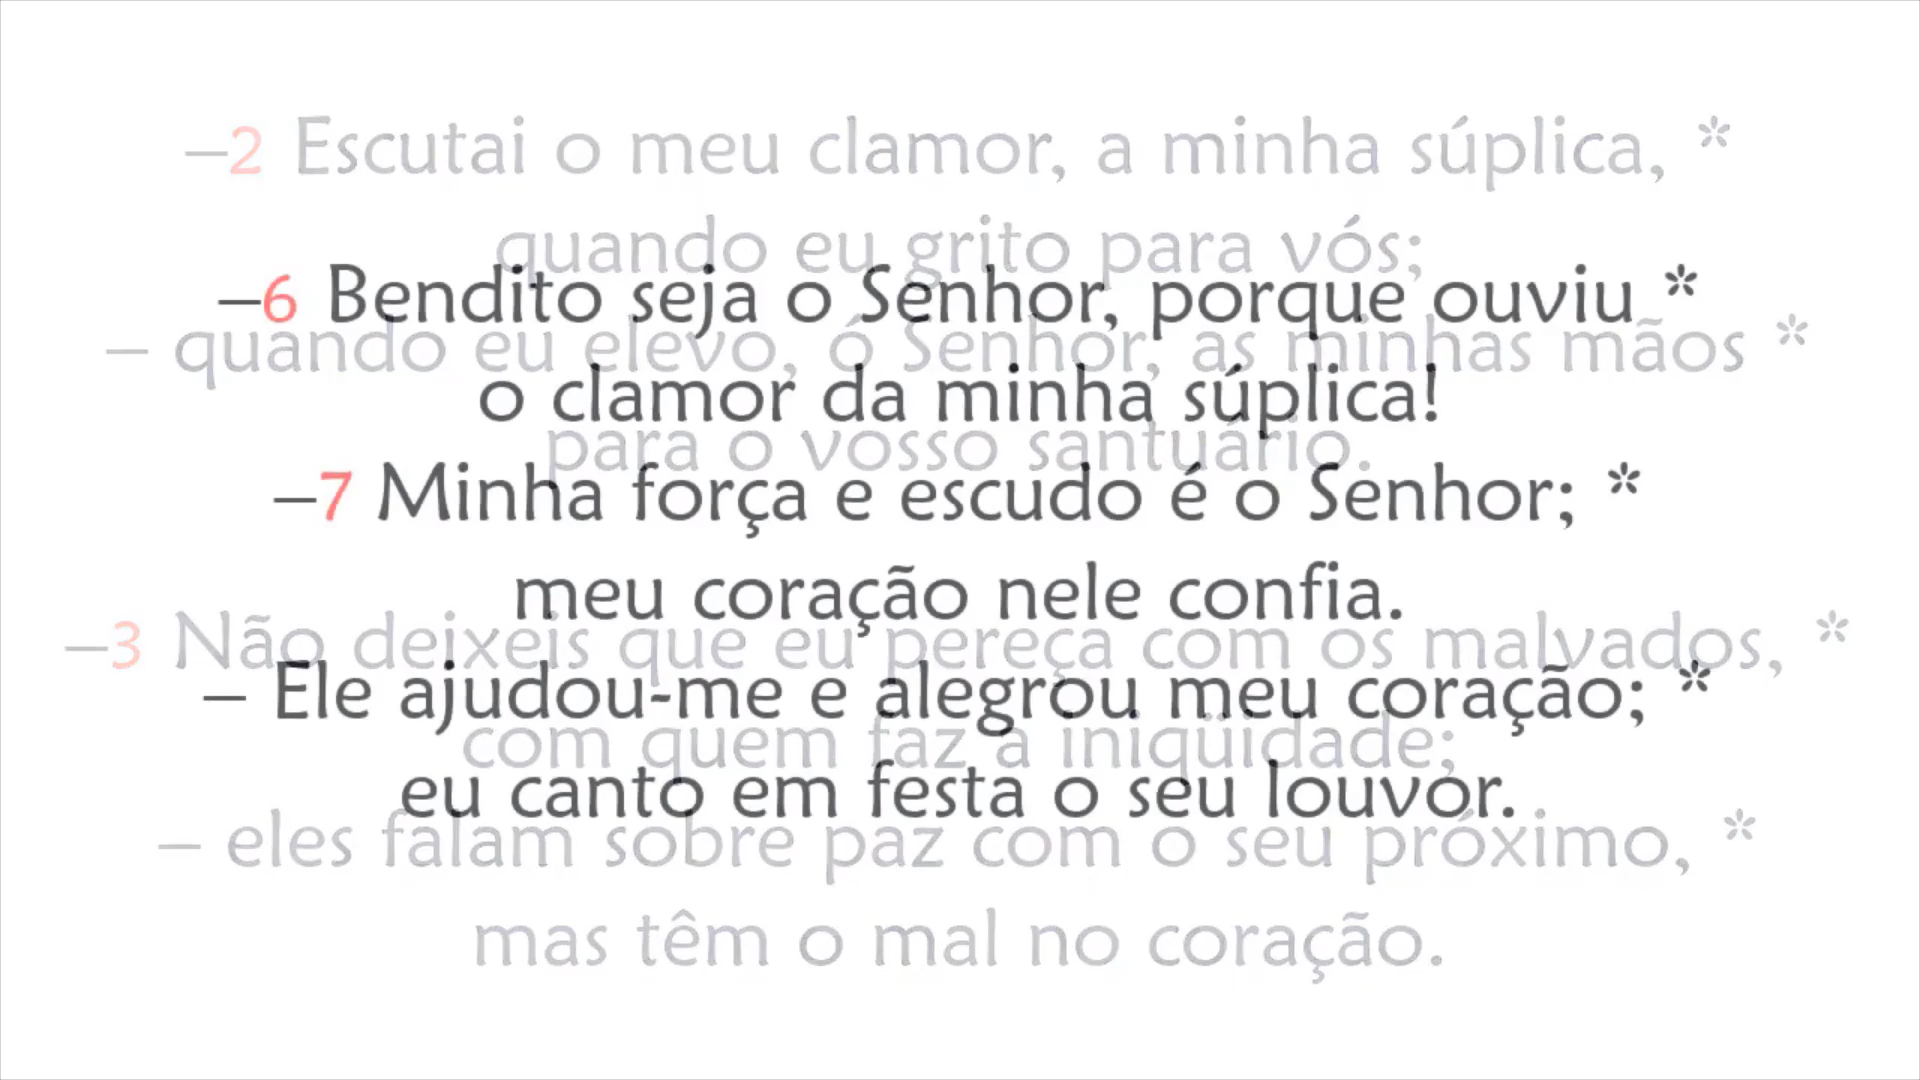 –2 Escutai o meu clamor, a minha súplica, *
quando eu grito para vós;
– quando eu elevo, ó Senhor, as minhas mãos *
para o vosso santuário.
–3 Não deixeis que eu pereça com os malvados, *
com quem faz a iniqüidade;
– eles falam sobre paz com o seu próximo, *
mas têm o mal no coração.
–6 Bendito seja o Senhor, porque ouviu *
o clamor da minha súplica!
–7 Minha força e escudo é o Senhor; *
meu coração nele confia.
– Ele ajudou-me e alegrou meu coração; *
eu canto em festa o seu louvor.